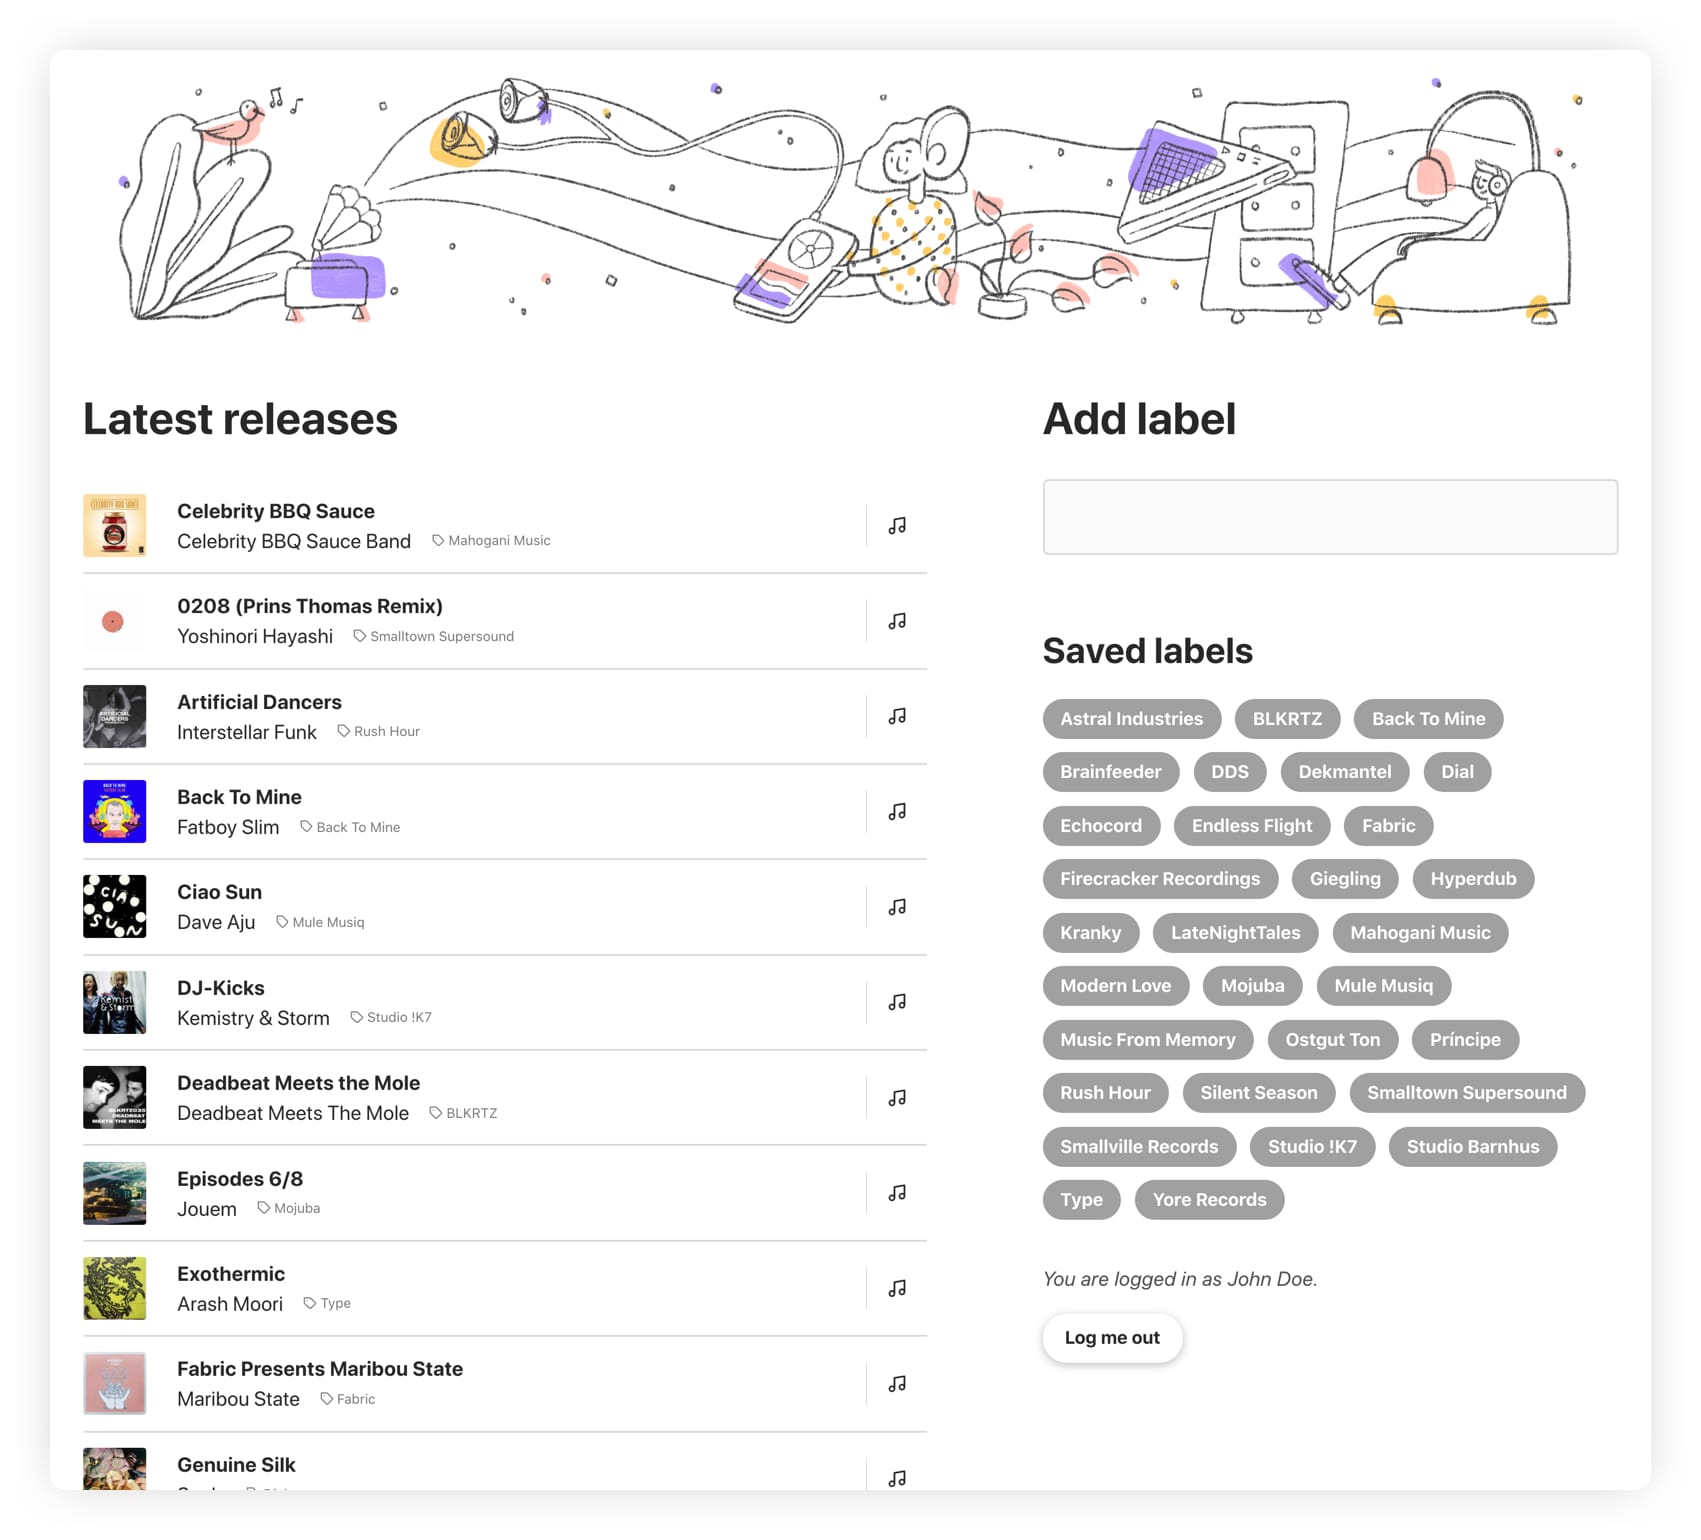 Latest releases
Celebrity BBQ Sauce
Celebrity BBQ Sauce Band Mahogani Music
0208 (Prins Thomas Remix)
Yoshinori Hayashi Smalltown Supersound
Artificial Dancers
Interstellar Funk Rush Hour
Back To Mine
Fatboy Slim Back To Mine
Ciao Sun
Dave Aju Mule Musiq
DJ-Kicks
Kemistry & Storm Studio !K7
Deadbeat Meets the Mole
Deadbeat Meets The Mole BLKRTZ
Episodes 6/8
Jouem Mojuba
Exothermic
Arash Moori Type
Fabric Presents Maribou State
Maribou State Fabric
Genuine Silk
Add label
Saved labels
Astral Industries BLKRTZ Back To Mine
Brainfeeder DDS Dekmantel Dial
Echocord Endless Flight Fabric
Firecracker Recordings Giegling Hyperdub
Kranky LateNightTales Mahogani Music
Modern Love Mojuba Mule Musiq
Music From Memory Ostgut Ton Príncipe
Rush Hour Silent Season Smalltown Supersound
Smallville Records Studio !K7 Studio Barnhus
Type Yore Records
You are logged in as John Doe.
Log me out